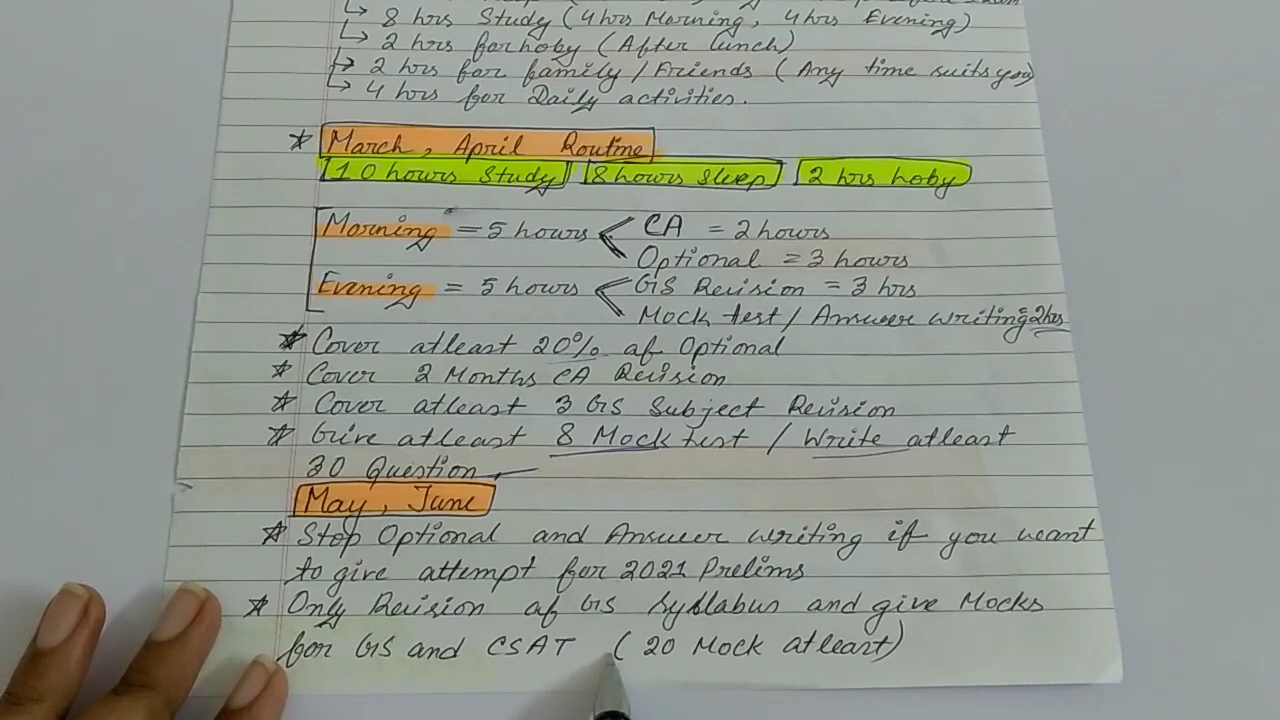 ↳ 8 hrs Study (4hrs Morning, 4hrs Evening)
↳ 2 hrs for hoby (After lunch)
↳ 2 hrs for family / Friends (Any time suits you)
↳ 4 hrs for Daily activities.
* March, April Routine
10 hours Study 8 hours sleep 2 hrs hoby
Morning = 5 hours < CA = 2 hours
Optional = 3 hours
Evening = 5 hours < GS Revision = 3 hrs
Mock test / Answer writing = 2hrs
* Cover atleast 20% of Optional
* Cover 2 Months CA Revision
* Cover atleast 3 GS Subject Revision
* Give atleast 8 Mock test / Write atleast
30 Question.
May, June
* Stop Optional and Answer writing if you want
to give attempt for 2021 Prelims
* Only Revision of GS Syllabus and give Mocks
for GS and CSAT (20 Mock atleast)